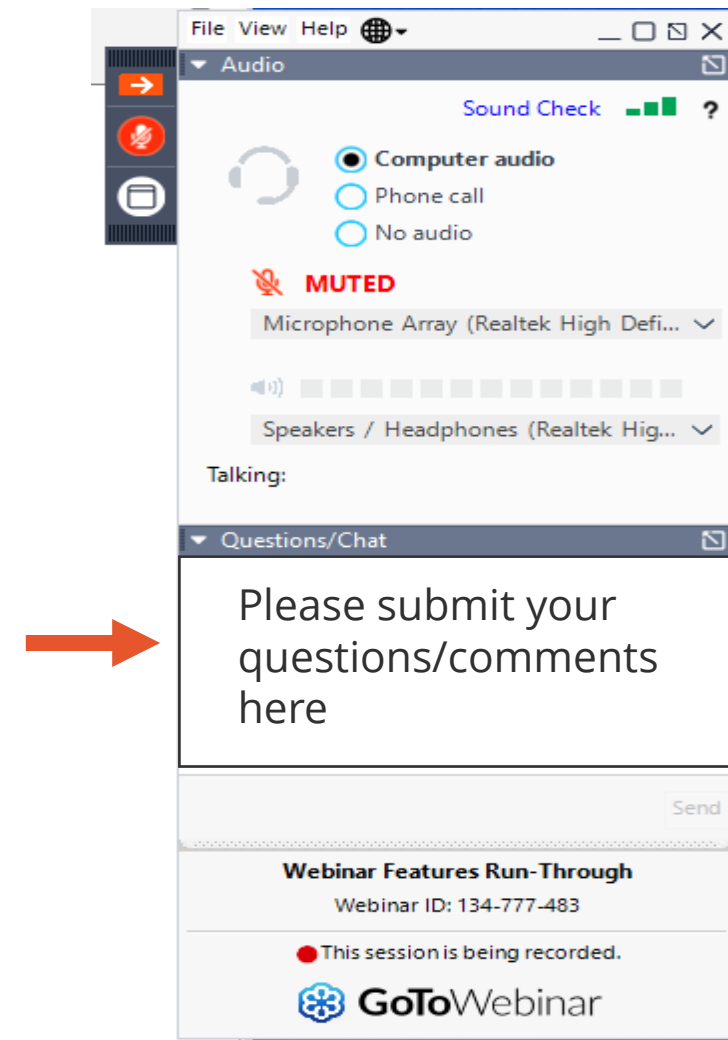 File View Help
Audio
Sound Check ?
Computer audio
Phone call
No audio
MUTED
Microphone Array (Realtek High Defi...
Speakers / Headphones (Realtek Hig...
Talking:
Questions/Chat
Please submit your
questions/comments
here
Send
Webinar Features Run-Through
Webinar ID: 134-777-483
This session is being recorded.
GoToWebinar